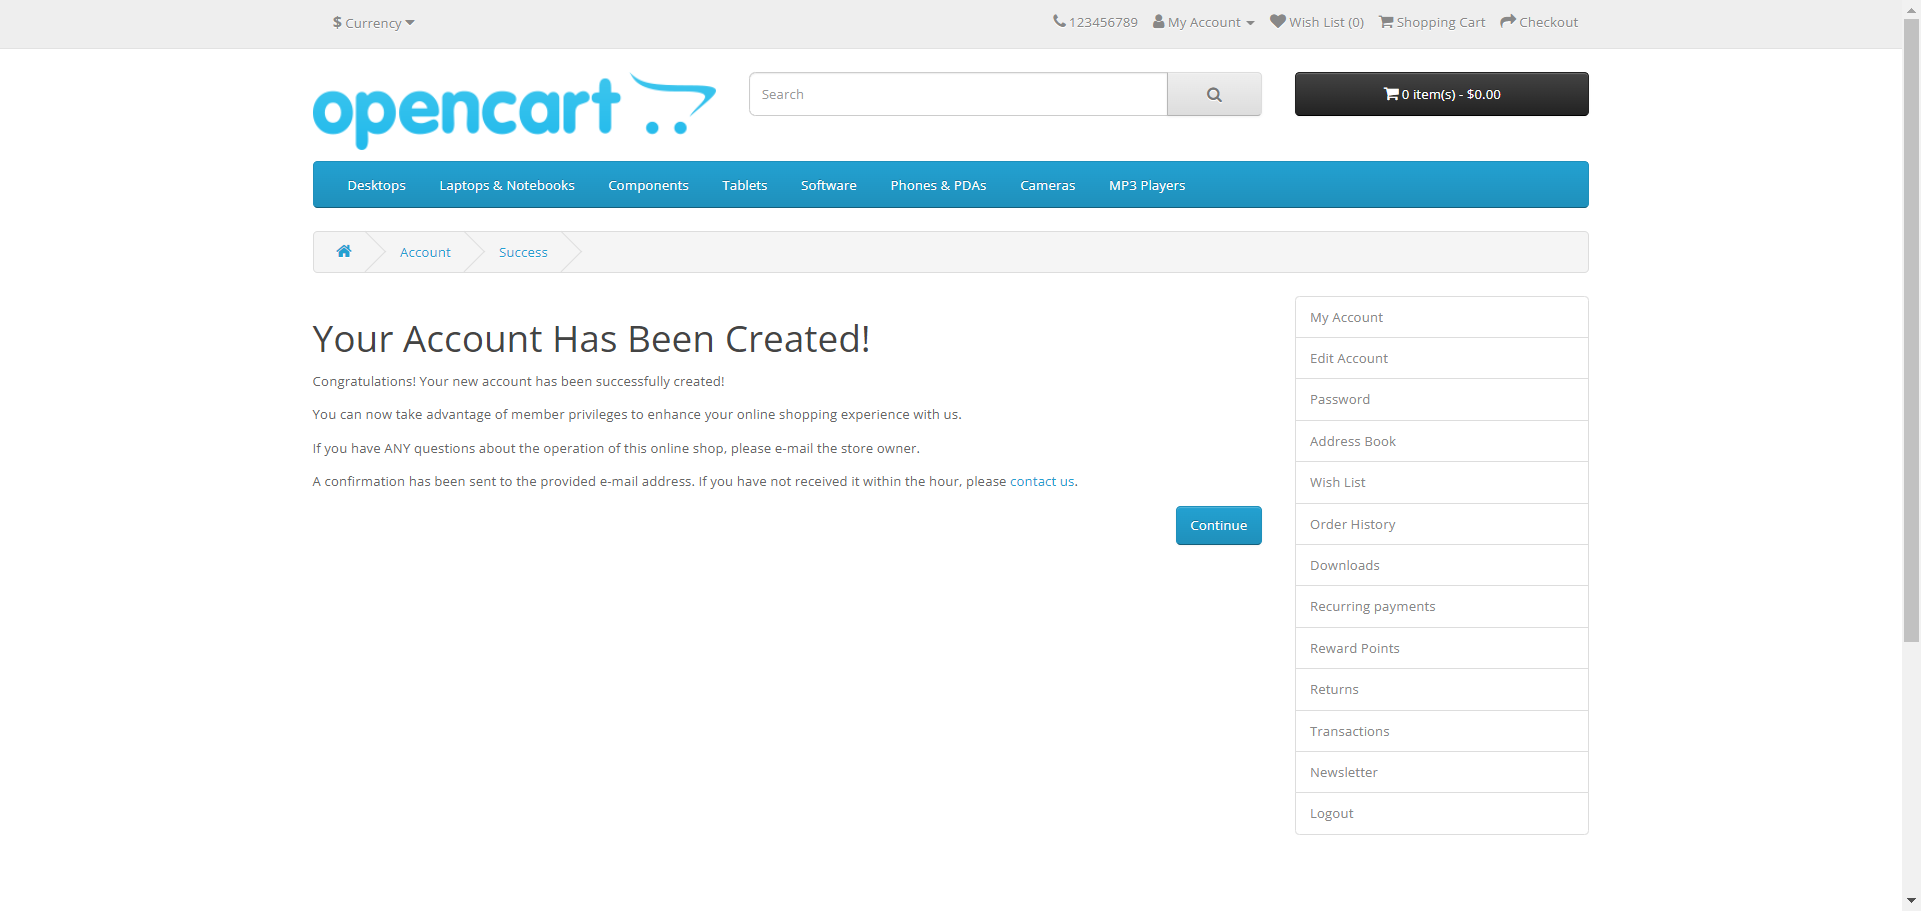 $ Currency
123456789 My Account Wish List (0) Shopping Cart Checkout
opencart
Search
0 item(s) - $0.00
Desktops Laptops & Notebooks Components Tablets Software Phones & PDAs Cameras MP3 Players
Account Success
Your Account Has Been Created!
Congratulations! Your new account has been successfully created!
You can now take advantage of member privileges to enhance your online shopping experience with us.
If you have ANY questions about the operation of this online shop, please e-mail the store owner.
A confirmation has been sent to the provided e-mail address. If you have not received it within the hour, please contact us.
Continue
My Account
Edit Account
Password
Address Book
Wish List
Order History
Downloads
Recurring payments
Reward Points
Returns
Transactions
Newsletter
Logout